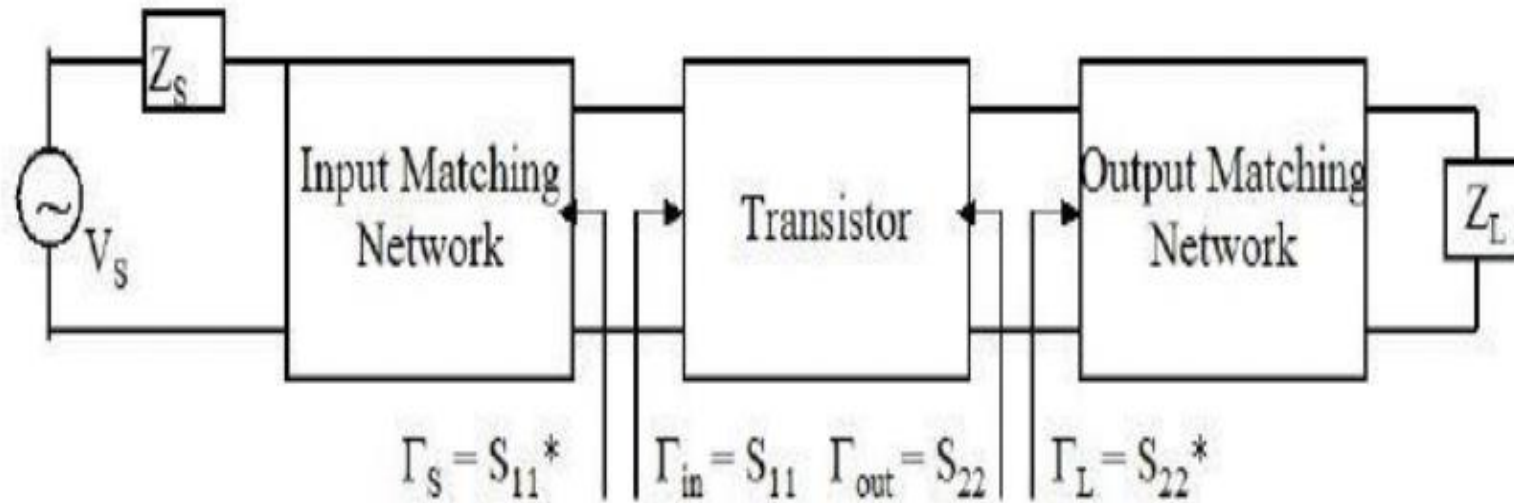 Z_S
V_S
Input Matching
Network
Transistor
Output Matching
Network
Z_L
Γ_S = S_11*
Γ_in = S_11
Γ_out = S_22
Γ_L = S_22*